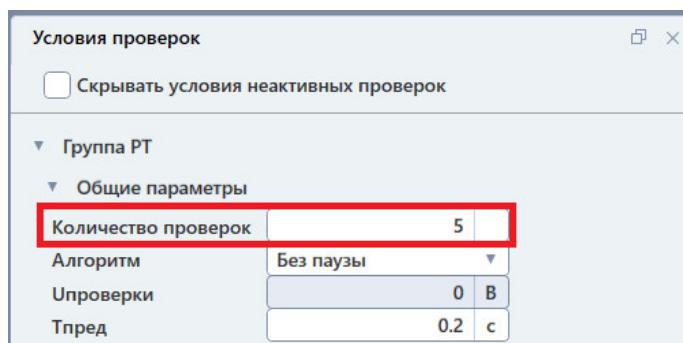 Условия проверок
Скрывать условия неактивных проверок
Группа РТ
Общие параметры
Количество проверок 5
Алгоритм Без паузы
Uпроверки 0 В
Тпред 0.2 с